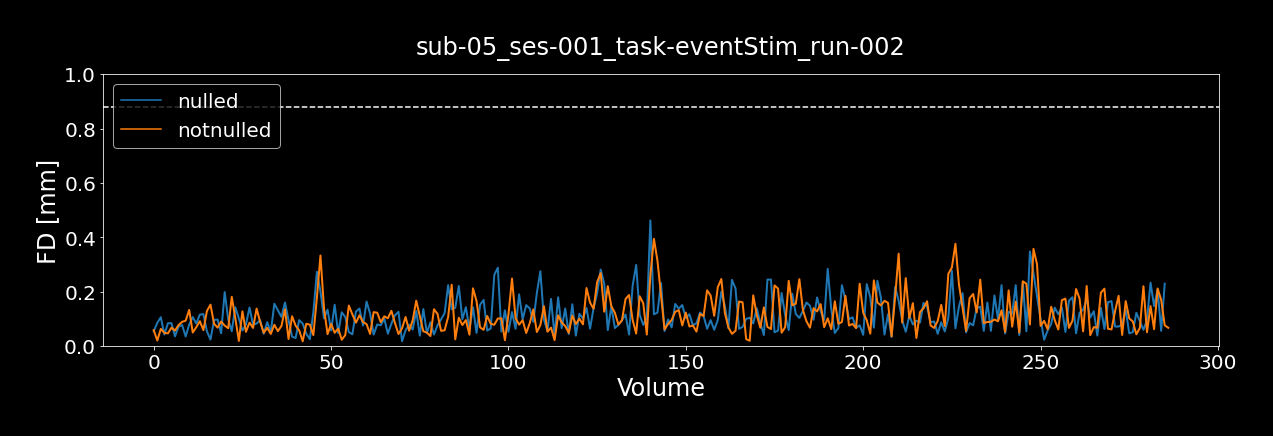 sub-05_ses-001_task-eventStim_run-002
1.0
0.8
0.6
0.4
0.2
0.0
FD [mm]
nulled
notnulled
0 50 100 150 200 250 300
Volume